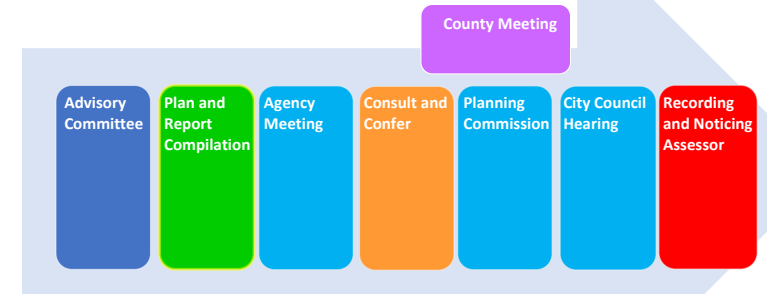 County Meeting
Advisory
Committee
Plan and
Report
Compilation
Agency
Meeting
Consult and
Confer
Planning
Commission
City Council
Hearing
Recording
and Noticing
Assessor